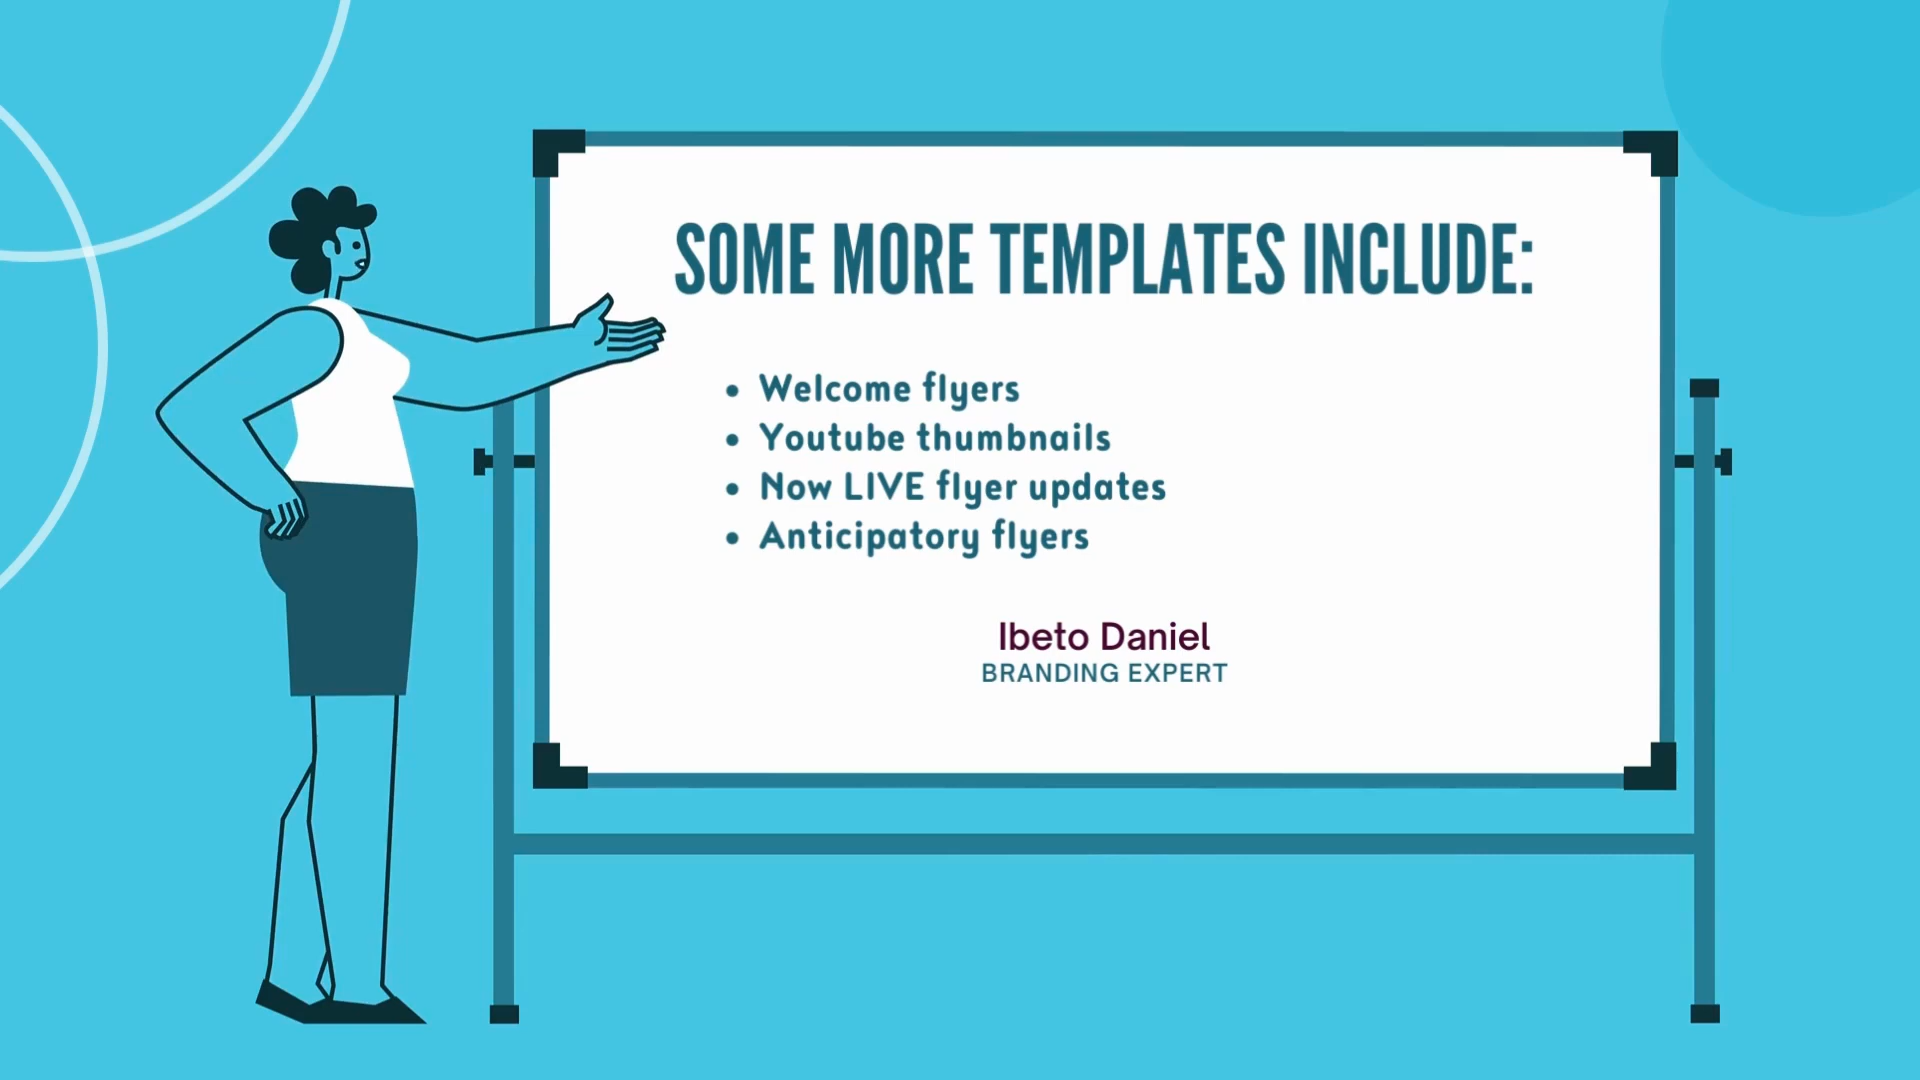 SOME MORE TEMPLATES INCLUDE:
• Welcome flyers
• Youtube thumbnails
• Now LIVE flyer updates
• Anticipatory flyers
Ibeto Daniel
BRANDING EXPERT